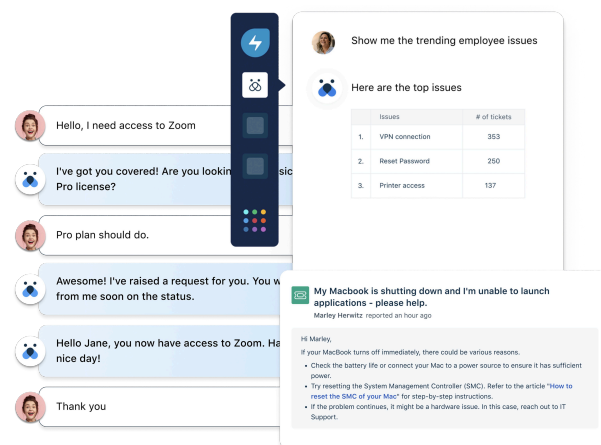 Hello, I need access to Zoom
I've got you covered! Are you
Pro license?
Pro plan should do.
Awesome! I've raised a request for you. You
from me soon on the status.
Hello Jane, you now have access to Zoom.
nice day!
Thank you
Show me the trending employee issues
Here are the top issues
Issues # of tickets
1. VPN connection 353
2. Reset Password 250
3. Printer access 137
My Macbook is shutting down and I'm unable to launch
applications - please help.
Marley Herwitz reported an hour ago
Hi Marley,
If your MacBook turns off immediately, there could be various reasons.
• Check the battery life or connect your Mac to a power source to ensure it has sufficient
power.
• Try resetting the System Management Controller (SMC). Refer to the article "How to
reset the SMC of your Mac" for step-by-step instructions.
• If the problem continues, it might be a hardware issue. In this case, reach out to IT
Support.